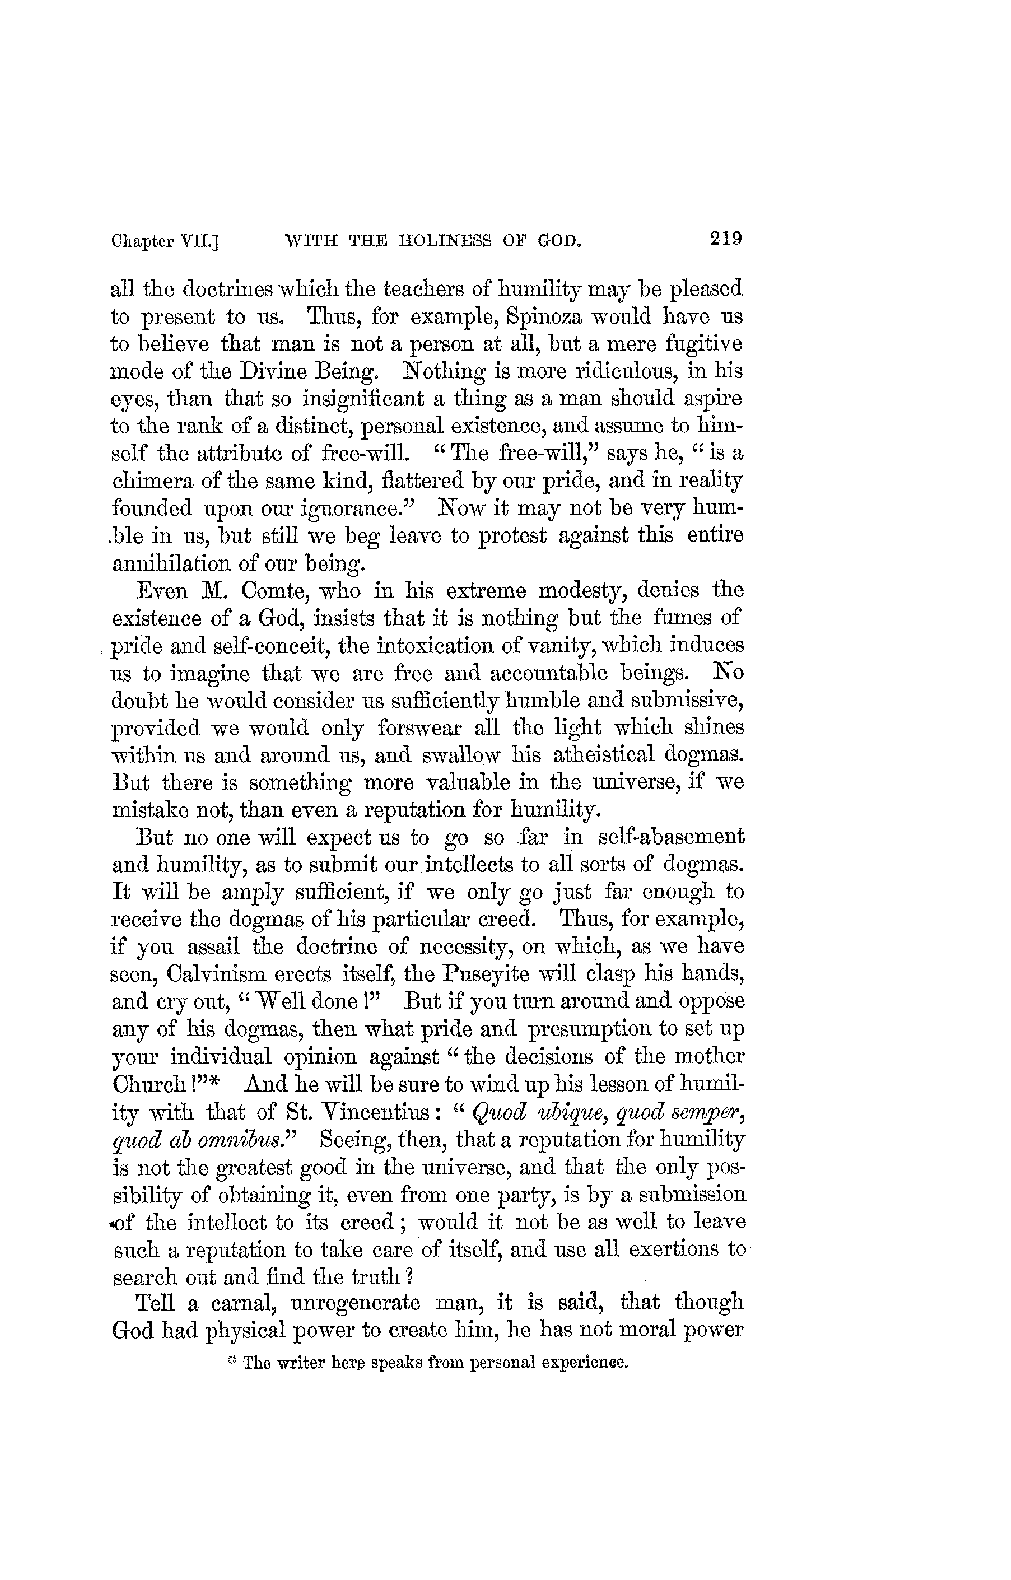 Chapter VII.] WITH THE HOLINESS OF GOD. 219
all the doctrines which the teachers of humility may be pleased
to present to us. Thus, for example, Spinoza would have us
to believe that man is not a person at all, but a mere fugitive
mode of the Divine Being. Nothing is more ridiculous, in his
eyes, than that so insignificant a thing as a man should aspire
to the rank of a distinct, personal existence, and assume to him-
self the attribute of free-will. “The free-will,” says he, “is a
chimera of the same kind, flattered by our pride, and in reality
founded upon our ignorance.” Now it may not be very hum-
ble in us, but still we beg leave to protest against this entire
annihilation of our being.
Even M. Comte, who in his extreme modesty, denies the
existence of a God, insists that it is nothing but the fumes of
pride and self-conceit, the intoxication of vanity, which induces
us to imagine that we are free and accountable beings. No
doubt he would consider us sufficiently humble and submissive,
provided we would only forswear all the light which shines
within us and around us, and swallow his atheistical dogmas.
But there is something more valuable in the universe, if we
mistake not, than even a reputation for humility.
But no one will expect us to go so far in self-abasement
and humility, as to submit our intellects to all sorts of dogmas.
It will be amply sufficient, if we only go just far enough to
receive the dogmas of his particular creed. Thus, for example,
if you assail the doctrine of necessity, on which, as we have
seen, Calvinism erects itself, the Puseyite will clasp his hands,
and cry out, “Well done!” But if you turn around and oppose
any of his dogmas, then what pride and presumption to set up
your individual opinion against “the decisions of the mother
Church!”* And he will be sure to wind up his lesson of humil-
ity with that of St. Vincentius: “Quod ubique, quod semper,
quod ab omnibus.” Seeing, then, that a reputation for humility
is not the greatest good in the universe, and that the only pos-
sibility of obtaining it, even from one party, is by a submission
of the intellect to its creed; would it not be as well to leave
such a reputation to take care of itself, and use all exertions to
search out and find the truth?
Tell a carnal, unregenerate man, it is said, that though
God had physical power to create him, he has not moral power
* The writer here speaks from personal experience.